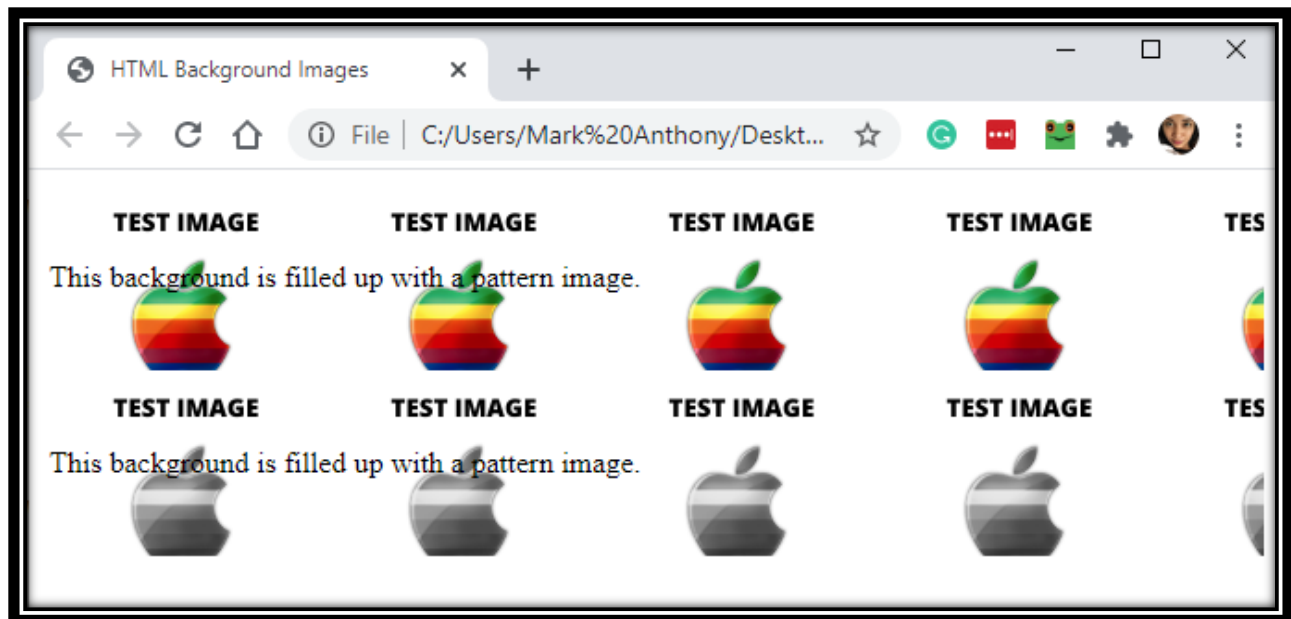 HTML Background Images
File C:/Users/Mark%20Anthony/Deskt...
TEST IMAGE TEST IMAGE TEST IMAGE TEST IMAGE TES
This background is filled up with a pattern image.
TEST IMAGE TEST IMAGE TEST IMAGE TEST IMAGE TES
This background is filled up with a pattern image.